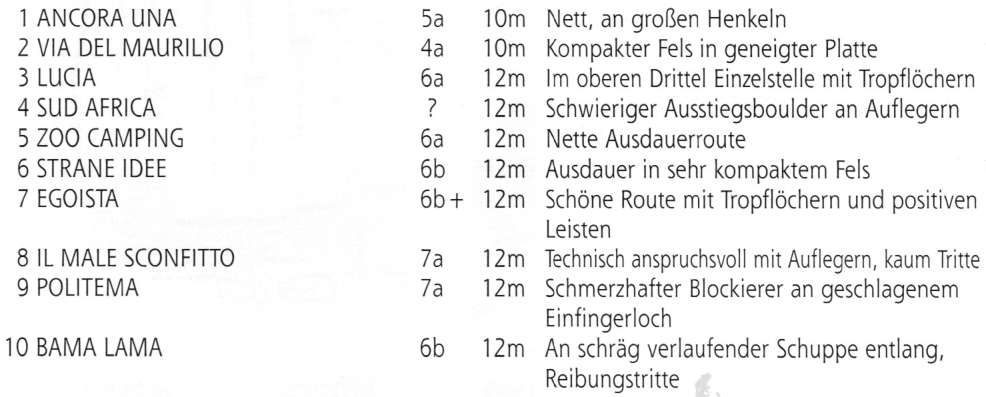 1 ANCORA UNA 5a 10m Nett, an großen Henkeln
2 VIA DEL MAURILIO 4a 10m Kompakter Fels in geneigter Platte
3 LUCIA 6a 12m Im oberen Drittel Einzelstelle mit Tropflöchern
4 SUD AFRICA ? 12m Schwieriger Ausstiegsboulder an Auflegern
5 ZOO CAMPING 6a 12m Nette Ausdauerroute
6 STRANE IDEE 6b 12m Ausdauer in sehr kompaktem Fels
7 EGOISTA 6b+ 12m Schöne Route mit Tropflöchern und positiven
Leisten
8 IL MALE SCONFITTO 7a 12m Technisch anspruchsvoll mit Auflegern, kaum Tritte
9 POLITEMA 7a 12m Schmerzhafter Blockierer an geschlagenem
Einfingerloch
10 BAMA LAMA 6b 12m An schräg verlaufender Schuppe entlang,
Reibungstritte